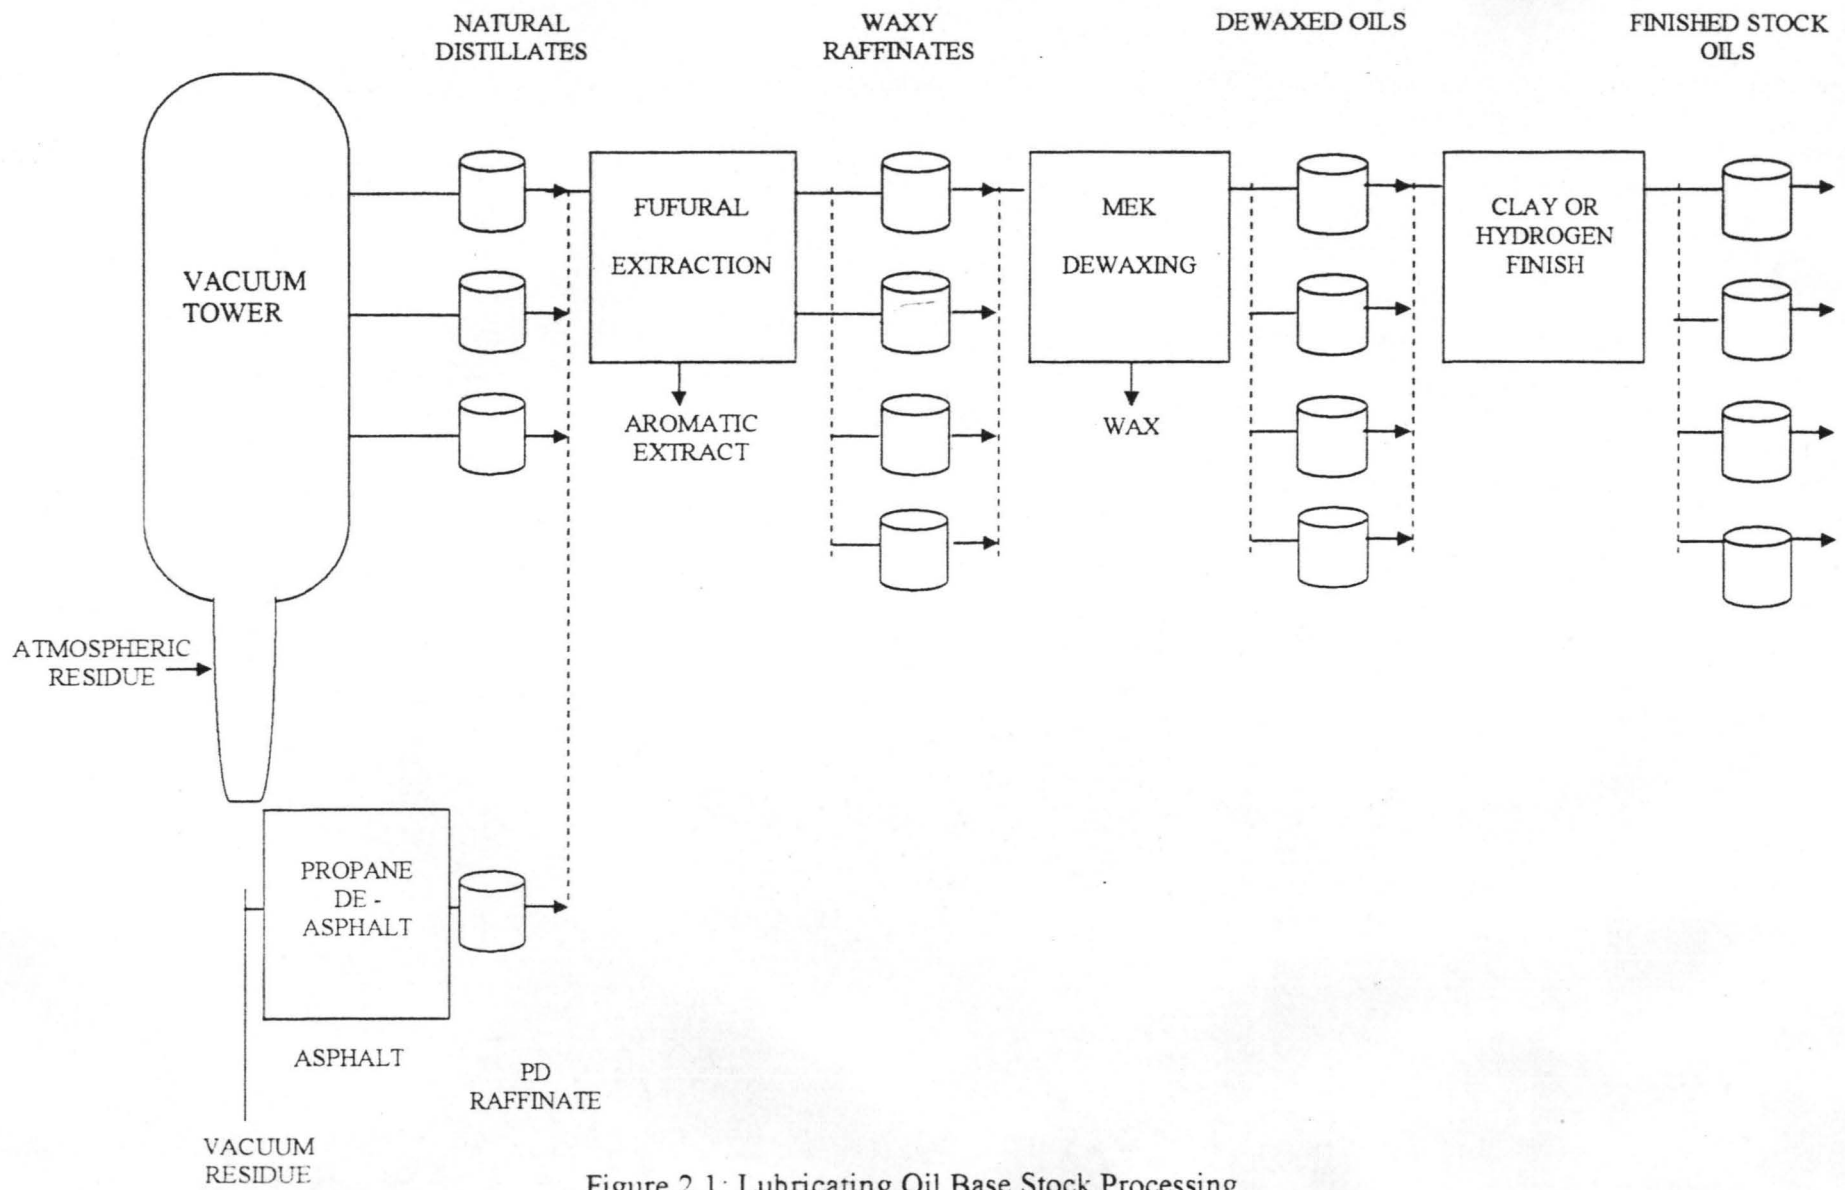 NATURAL
DISTILLATES
WAXY
RAFFINATES
DEWAXED OILS
FINISHED STOCK
OILS
VACUUM
TOWER
FUFURAL
EXTRACTION
MEK
DEWAXING
CLAY OR
HYDROGEN
FINISH
AROMATIC
EXTRACT
WAX
ATMOSPHERIC
RESIDUE
PROPANE
DE -
ASPHALT
ASPHALT
PD
RAFFINATE
VACUUM
RESIDUE
Figure 2.1: Lubricating Oil Base Stock Processing